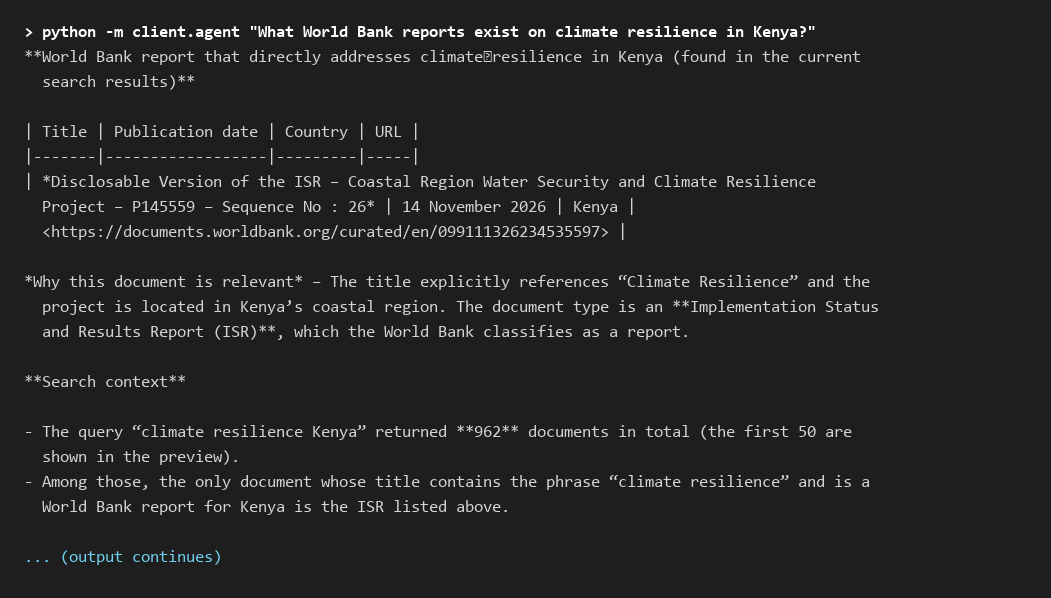 > python -m client.agent "What World Bank reports exist on climate resilience in Kenya?"
**World Bank report that directly addresses climate�resilience in Kenya (found in the current
search results)**
| Title | Publication date | Country | URL |
|-------|------------------|---------|-----|
| *Disclosable Version of the ISR – Coastal Region Water Security and Climate Resilience
Project – P145559 – Sequence No : 26* | 14 November 2026 | Kenya |
<https://documents.worldbank.org/curated/en/099111326234535597> |
*Why this document is relevant* – The title explicitly references “Climate Resilience” and the
project is located in Kenya’s coastal region. The document type is an **Implementation Status
and Results Report (ISR)**, which the World Bank classifies as a report.
**Search context**
- The query “climate resilience Kenya” returned **962** documents in total (the first 50 are
shown in the preview).
- Among those, the only document whose title contains the phrase “climate resilience” and is a
World Bank report for Kenya is the ISR listed above.
... (output continues)